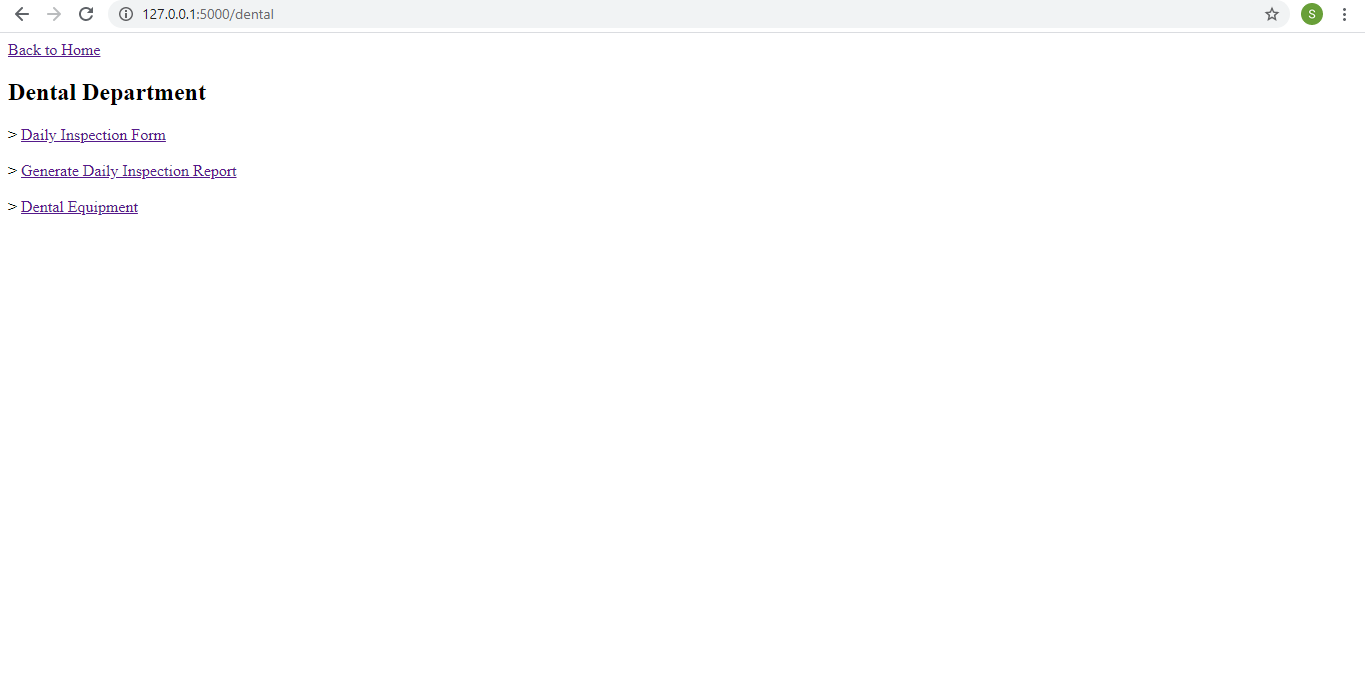 127.0.0.1:5000/dental
S
Back to Home
Dental Department
> Daily Inspection Form
> Generate Daily Inspection Report
> Dental Equipment